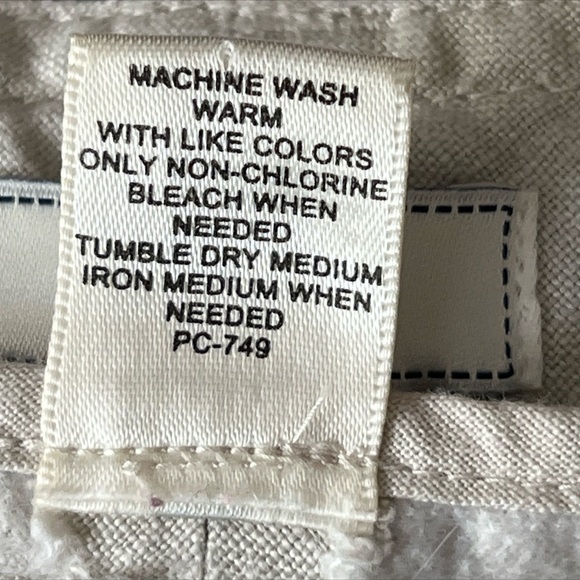 MACHINE WASH
WARM
WITH LIKE COLORS
ONLY NON-CHLORINE
BLEACH WHEN
NEEDED
TUMBLE DRY MEDIUM
IRON MEDIUM WHEN
NEEDED
PC-749